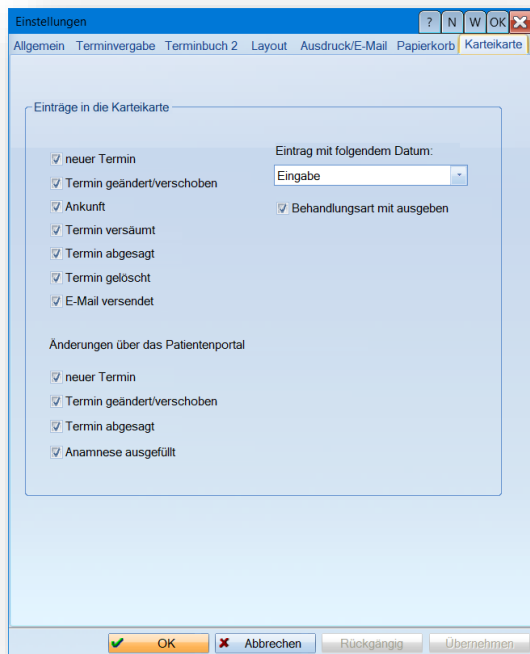 Einstellungen
? N W OK
Allgemein Terminvergabe Terminbuch 2 Layout Ausdruck/E-Mail Papierkorb Karteikarte
Einträge in die Karteikarte
neuer Termin
Termin geändert/verschoben
Ankunft
Termin versäumt
Termin abgesagt
Termin gelöscht
E-Mail versendet
Eintrag mit folgendem Datum:
Eingabe
Behandlungsart mit ausgeben
Änderungen über das Patientenportal
neuer Termin
Termin geändert/verschoben
Termin abgesagt
Anamnese ausgefüllt
OK Abbrechen Rückgängig Übernehmen